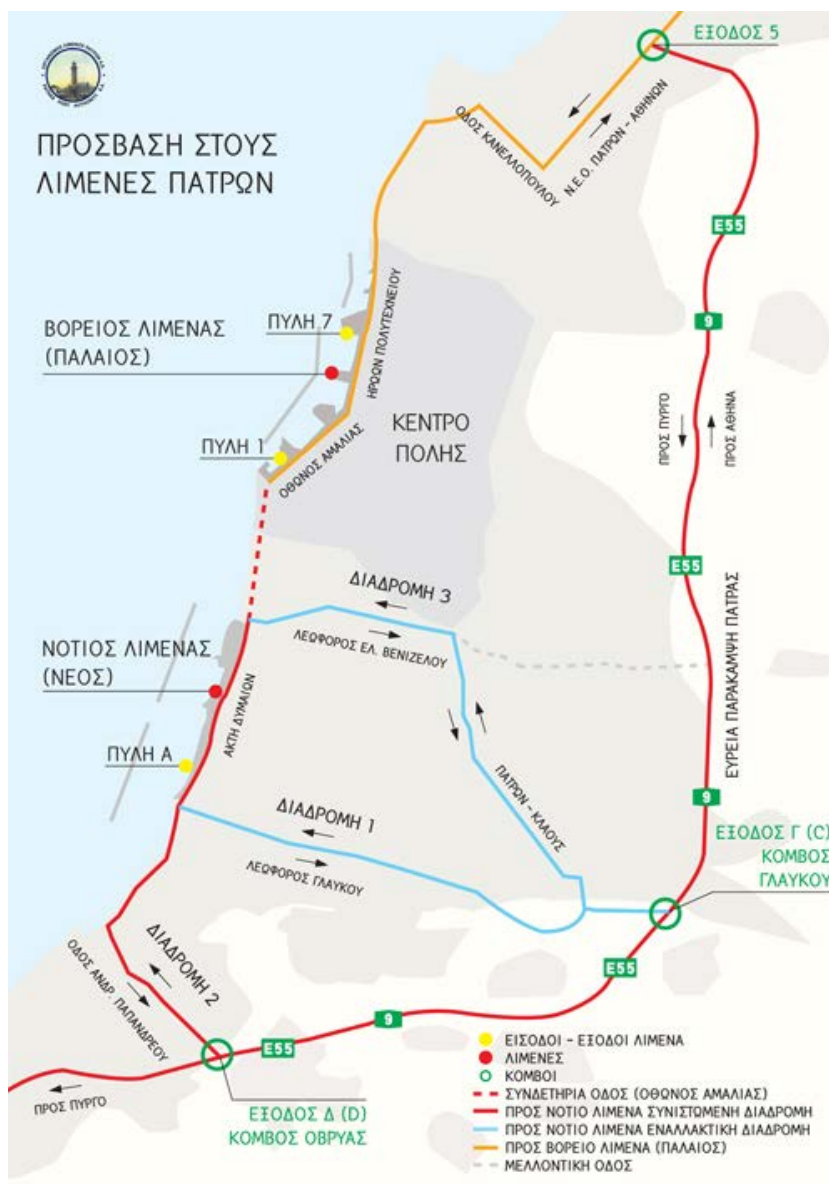 ΠΡΟΣΒΑΣΗ ΣΤΟΥΣ
ΛΙΜΕΝΕΣ ΠΑΤΡΩΝ
ΕΞΟΔΟΣ 5
ΟΔΟΣ ΚΑΝΕΛΛΟΠΟΥΛΟΥ
Ν.Ε.Ο. ΠΑΤΡΩΝ - ΑΘΗΝΩΝ
E55
9
ΠΥΛΗ 7
ΒΟΡΕΙΟΣ ΛΙΜΕΝΑΣ
(ΠΑΛΑΙΟΣ)
ΗΡΩΩΝ ΠΟΛΥΤΕΧΝΕΙΟΥ
ΠΥΛΗ 1
ΟΘΩΝΟΣ ΑΜΑΛΙΑΣ
ΚΕΝΤΡΟ
ΠΟΛΗΣ
ΠΡΟΣ ΠΥΡΓΟ
ΠΡΟΣ ΑΘΗΝΑ
E55
ΔΙΑΔΡΟΜΗ 3
ΛΕΩΦΟΡΟΣ ΕΛ. ΒΕΝΙΖΕΛΟΥ
ΝΟΤΙΟΣ ΛΙΜΕΝΑΣ
(ΝΕΟΣ)
ΑΚΤΗ ΔΥΜΑΙΩΝ
ΠΥΛΗ Α
ΕΥΡΕΙΑ ΠΑΡΑΚΑΜΨΗ ΠΑΤΡΑΣ
ΠΑΤΡΩΝ - ΚΛΑΟΥΣ
9
ΔΙΑΔΡΟΜΗ 1
ΛΕΩΦΟΡΟΣ ΓΛΑΥΚΟΥ
ΕΞΟΔΟΣ Γ (C)
ΚΟΜΒΟΣ
ΓΛΑΥΚΟΥ
ΔΙΑΔΡΟΜΗ 2
ΟΔΟΣ ΑΝΔΡ. ΠΑΠΑΝΔΡΕΟΥ
E55
9
E55
ΠΡΟΣ ΠΥΡΓΟ
ΕΞΟΔΟΣ Δ (D)
ΚΟΜΒΟΣ ΟΒΡΥΑΣ
ΕΙΣΟΔΟΙ - ΕΞΟΔΟΙ ΛΙΜΕΝΑ
ΛΙΜΕΝΕΣ
ΚΟΜΒΟΙ
ΣΥΝΔΕΤΗΡΙΑ ΟΔΟΣ (ΟΘΩΝΟΣ ΑΜΑΛΙΑΣ)
ΠΡΟΣ ΝΟΤΙΟ ΛΙΜΕΝΑ ΣΥΝΙΣΤΩΜΕΝΗ ΔΙΑΔΡΟΜΗ
ΠΡΟΣ ΝΟΤΙΟ ΛΙΜΕΝΑ ΕΝΑΛΛΑΚΤΙΚΗ ΔΙΑΔΡΟΜΗ
ΠΡΟΣ ΒΟΡΕΙΟ ΛΙΜΕΝΑ (ΠΑΛΑΙΟΣ)
ΜΕΛΛΟΝΤΙΚΗ ΟΔΟΣ